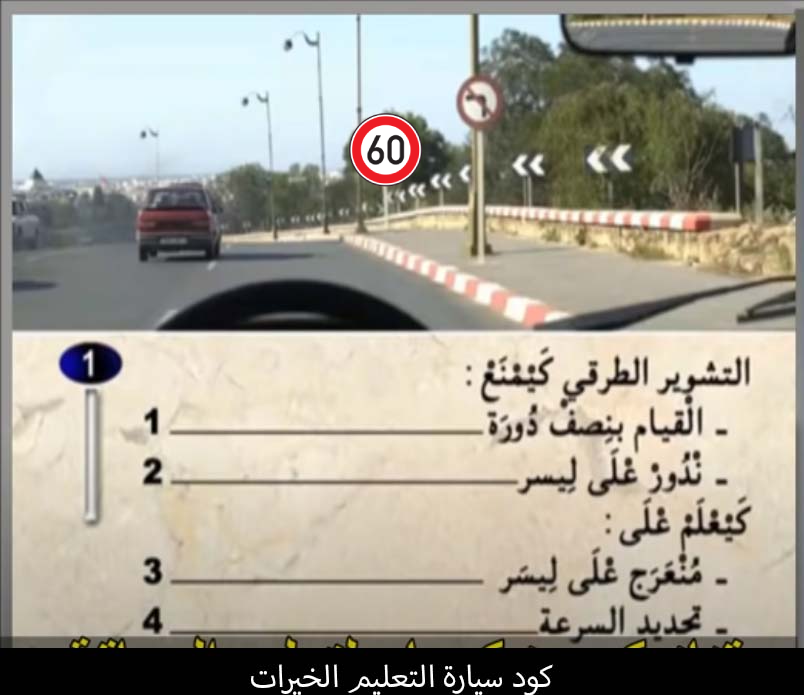 60
1
التشوير الطرقي كَيْمْنَعْ :
- الْقيام بنِصفْ دُورَة 1
- نْدُورْ عْلَى لِيسر 2
كَيْعْلَمْ عْلَى :
- مُنْعَرَج عْلَى لِيسَر 3
- تحديد السرعة 4
كود سيارة التعليم الخيرات